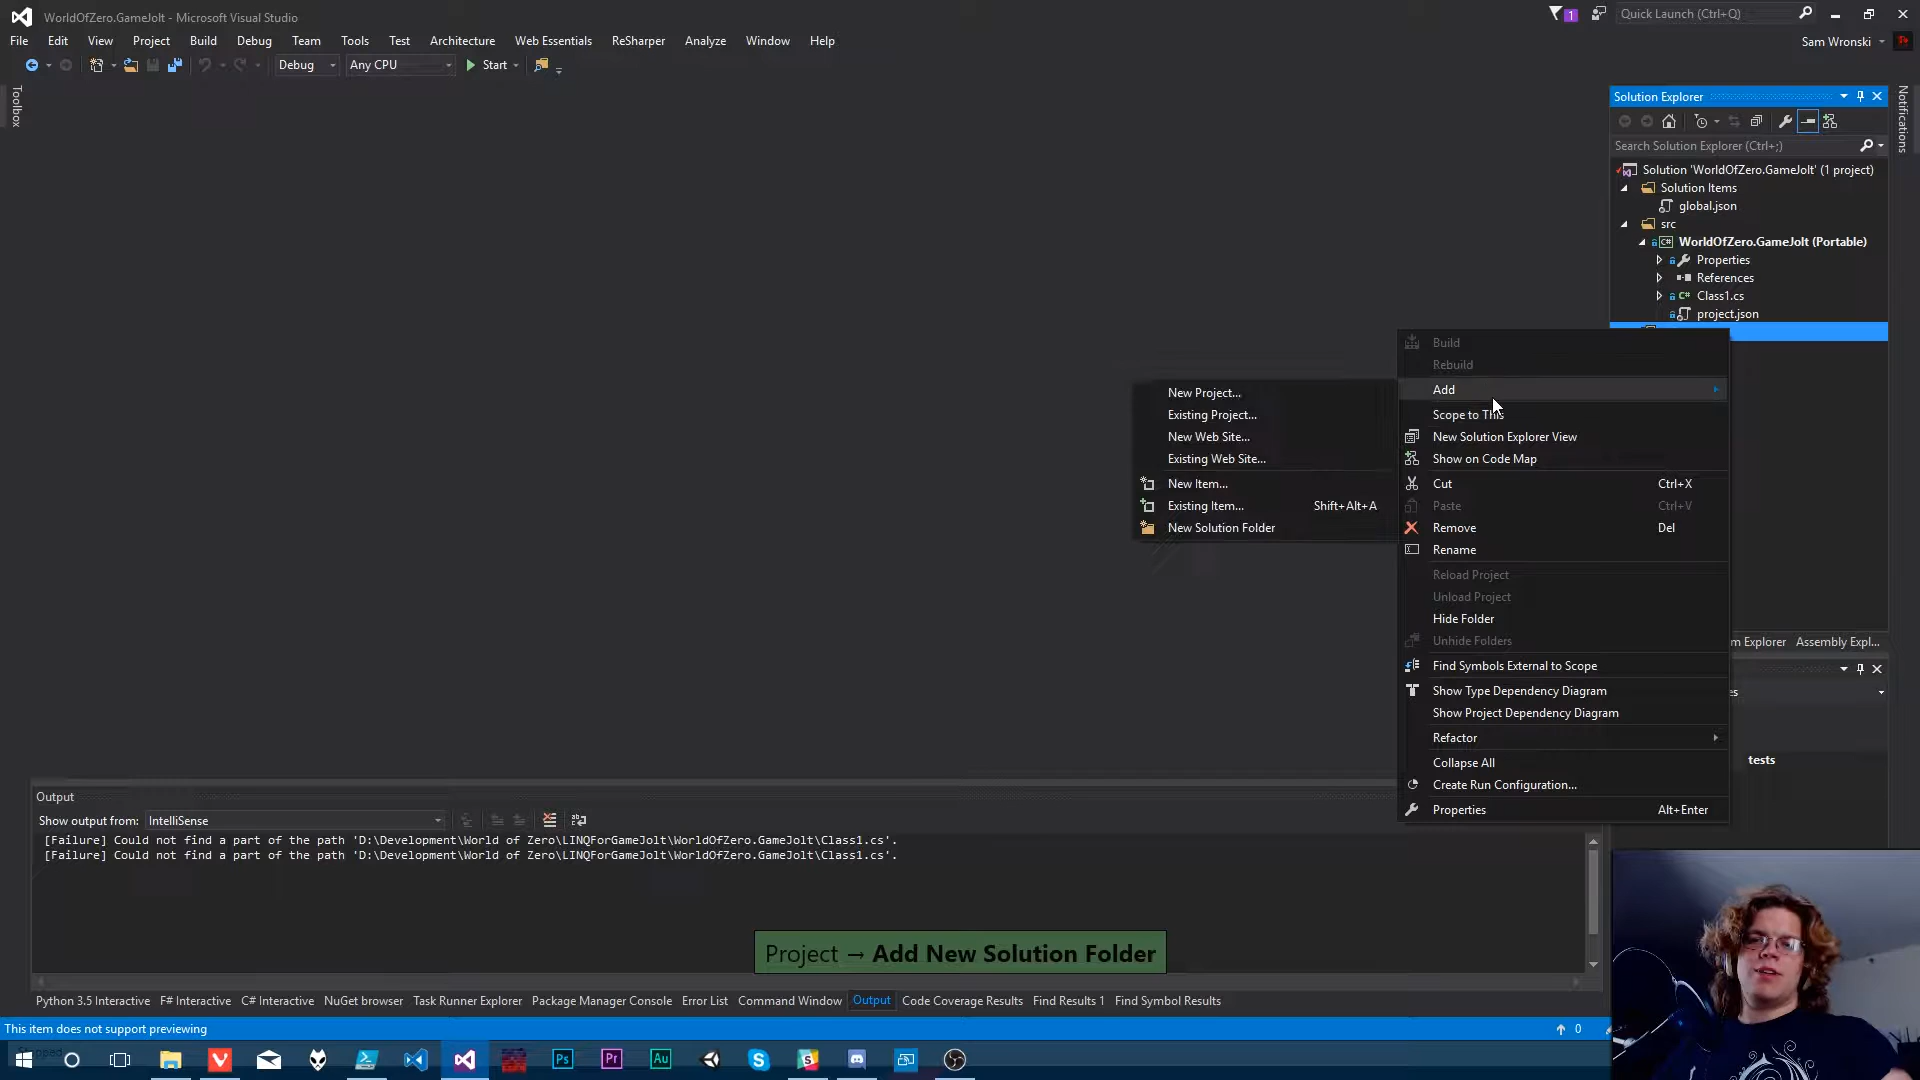 WorldOfZero.GameJolt - Microsoft Visual Studio
1
Quick Launch (Ctrl+Q)
File Edit View Project Build Debug Team Tools Test Architecture Web Essentials ReSharper Analyze Window Help
Sam Wronski
Debug Any CPU Start
Toolbox
Notifications
Solution Explorer
Search Solution Explorer (Ctrl+;)
Solution 'WorldOfZero.GameJolt' (1 project)
Solution Items
global.json
src
WorldOfZero.GameJolt (Portable)
Properties
References
Class1.cs
project.json
Build
Rebuild
Add
Scope to This
New Solution Explorer View
Show on Code Map
Cut Ctrl+X
Paste Ctrl+V
Remove Del
Rename
Reload Project
Unload Project
Hide Folder
Unhide Folders
Find Symbols External to Scope
Show Type Dependency Diagram
Show Project Dependency Diagram
Refactor
Collapse All
Create Run Configuration...
Properties Alt+Enter
New Project...
Existing Project...
New Web Site...
Existing Web Site...
New Item...
Existing Item... Shift+Alt+A
New Solution Folder
m Explorer Assembly Expl...
es
tests
Output
Show output from: IntelliSense
[Failure] Could not find a part of the path 'D:\Development\World of Zero\LINQForGameJolt\WorldOfZero.GameJolt\Class1.cs'.
[Failure] Could not find a part of the path 'D:\Development\World of Zero\LINQForGameJolt\WorldOfZero.GameJolt\Class1.cs'.
Project → Add New Solution Folder
Python 3.5 Interactive F# Interactive C# Interactive NuGet browser Task Runner Explorer Package Manager Console Error List Command Window Output Code Coverage Results Find Results 1 Find Symbol Results
This item does not support previewing
0
Stopped
Ps Pr Au